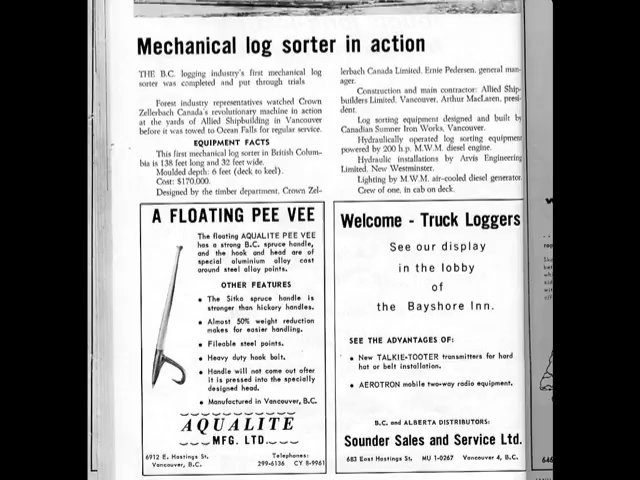 Mechanical log sorter in action
THE B.C. logging industry's first mechanical log
sorter was completed and put through trials
Forest industry representatives watched Crown
Zellerbach Canada's revolutionary machine in action
at the yards of Allied Shipbuilding in Vancouver
before it was towed to Ocean Falls for regular service.
EQUIPMENT FACTS
This first mechanical log sorter in British Colum-
bia is 138 feet long and 32 feet wide.
Moulded depth: 6 feet (deck to keel).
Cost: $170,000.
Designed by the timber department, Crown Zel-
lerbach Canada Limited. Ernie Pedersen, general man-
ager.
Construction and main contractor: Allied Ship-
builders Limited, Vancouver. Arthur MacLaren, presi-
dent.
Log sorting equipment designed and built by
Canadian Sumner Iron Works, Vancouver.
Hydraulically operated log sorting equipment
powered by 200 h.p. M.W.M. diesel engine.
Hydraulic installations by Arvis Engineering
Limited, New Westminster.
Lighting by M.W.M. air-cooled diesel generator.
Crew of one, in cab on deck.
A FLOATING PEE VEE
The floating AQUALITE PEE VEE
has a strong B.C. spruce handle,
and the hook and head are of
special aluminium alloy cast
around steel alloy points.
OTHER FEATURES
• The Sitka spruce handle is
stronger than hickory handles.
• Almost 50% weight reduction
makes for easier handling.
• Fileable steel points.
• Heavy duty hook bolt.
• Handle will not come out after
it is pressed into the specially
designed head.
• Manufactured in Vancouver, B.C.
AQUALITE
MFG. LTD.
6912 E. Hastings St.
Vancouver, B.C.
Telephones:
299-6136 CY 8-9961
Welcome - Truck Loggers
See our display
in the lobby
of
the Bayshore Inn.
SEE THE ADVANTAGES OF:
• New TALKIE-TOOTER transmitters for hard
hat or belt installation.
• AEROTRON mobile two-way radio equipment.
B.C. and ALBERTA DISTRIBUTORS:
Sounder Sales and Service Ltd.
683 East Hastings St. MU 1-0267 Vancouver 4, B.C.
646